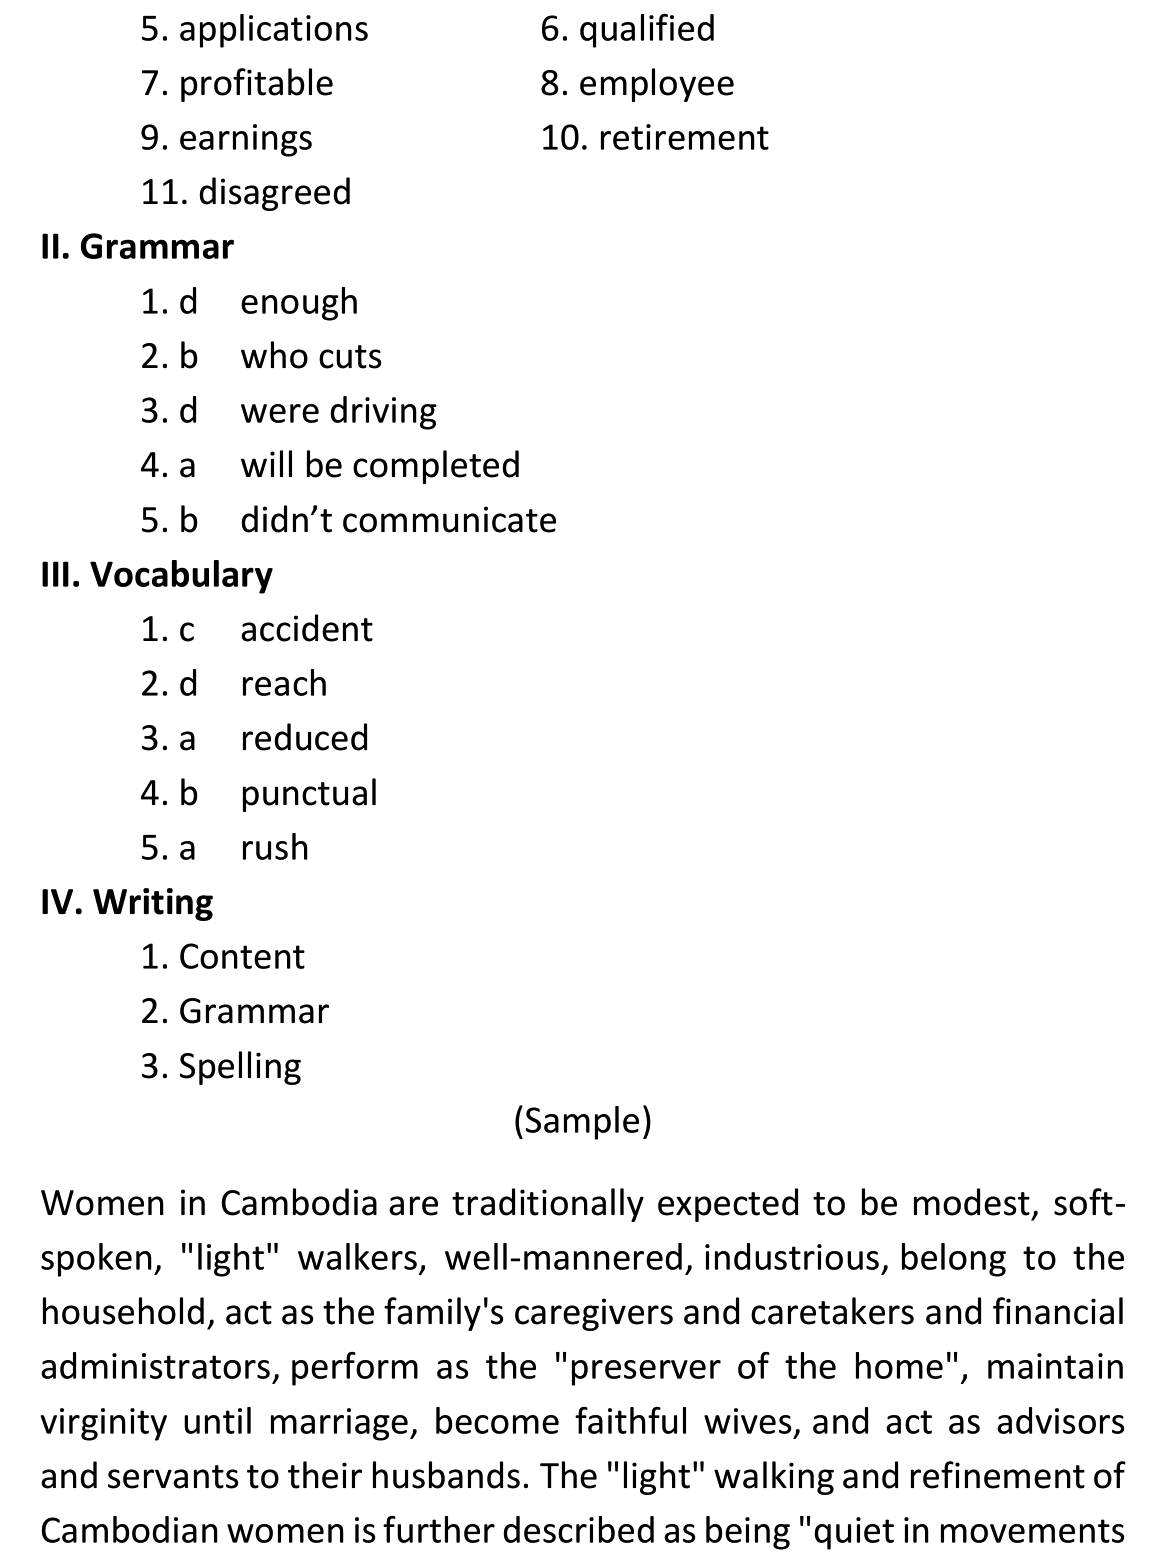 5. applications 6. qualified
7. profitable 8. employee
9. earnings 10. retirement
11. disagreed
II. Grammar
1. d enough
2. b who cuts
3. d were driving
4. a will be completed
5. b didn’t communicate
III. Vocabulary
1. c accident
2. d reach
3. a reduced
4. b punctual
5. a rush
IV. Writing
1. Content
2. Grammar
3. Spelling
(Sample)
Women in Cambodia are traditionally expected to be modest, soft-
spoken, "light" walkers, well-mannered, industrious, belong to the
household, act as the family's caregivers and caretakers and financial
administrators, perform as the "preserver of the home", maintain
virginity until marriage, become faithful wives, and act as advisors
and servants to their husbands. The "light" walking and refinement of
Cambodian women is further described as being "quiet in movements